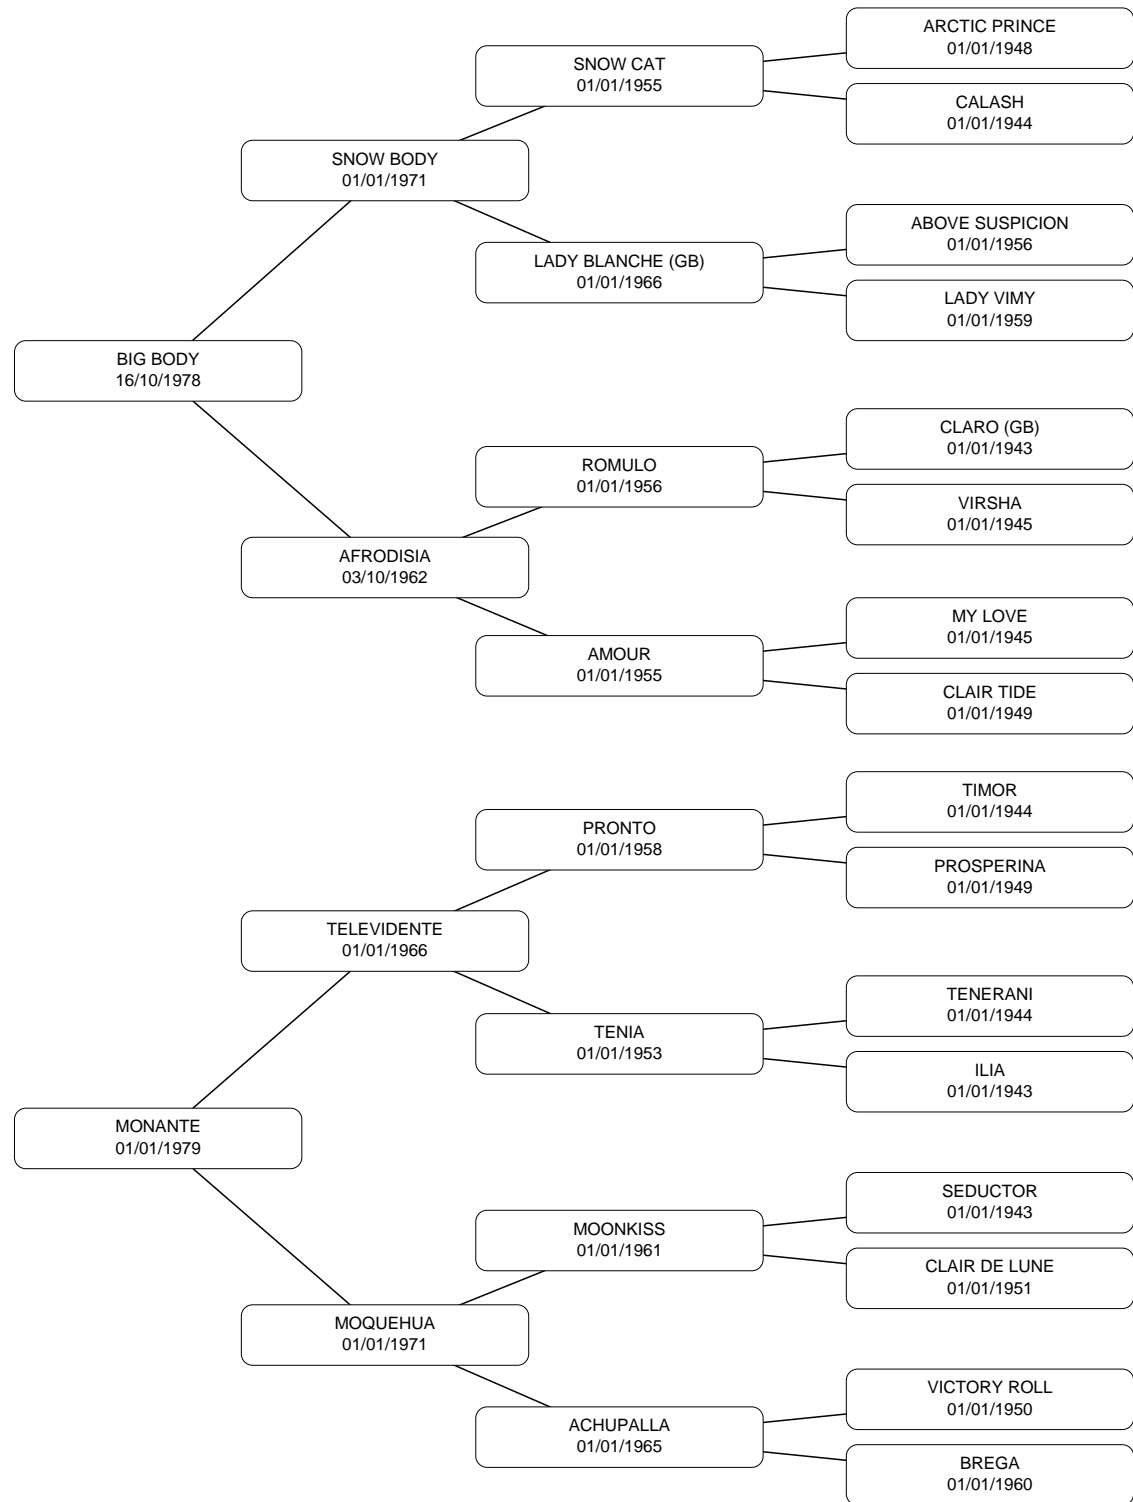 ARCTIC PRINCE
01/01/1948
SNOW CAT
01/01/1955
CALASH
01/01/1944
SNOW BODY
01/01/1971
ABOVE SUSPICION
01/01/1956
LADY BLANCHE (GB)
01/01/1966
LADY VIMY
01/01/1959
BIG BODY
16/10/1978
CLARO (GB)
01/01/1943
ROMULO
01/01/1956
VIRSHA
01/01/1945
AFRODISIA
03/10/1962
MY LOVE
01/01/1945
AMOUR
01/01/1955
CLAIR TIDE
01/01/1949
TIMOR
01/01/1944
PRONTO
01/01/1958
PROSPERINA
01/01/1949
TELEVIDENTE
01/01/1966
TENERANI
01/01/1944
TENIA
01/01/1953
ILIA
01/01/1943
MONANTE
01/01/1979
SEDUCTOR
01/01/1943
MOONKISS
01/01/1961
CLAIR DE LUNE
01/01/1951
MOQUEHUA
01/01/1971
VICTORY ROLL
01/01/1950
ACHUPALLA
01/01/1965
BREGA
01/01/1960